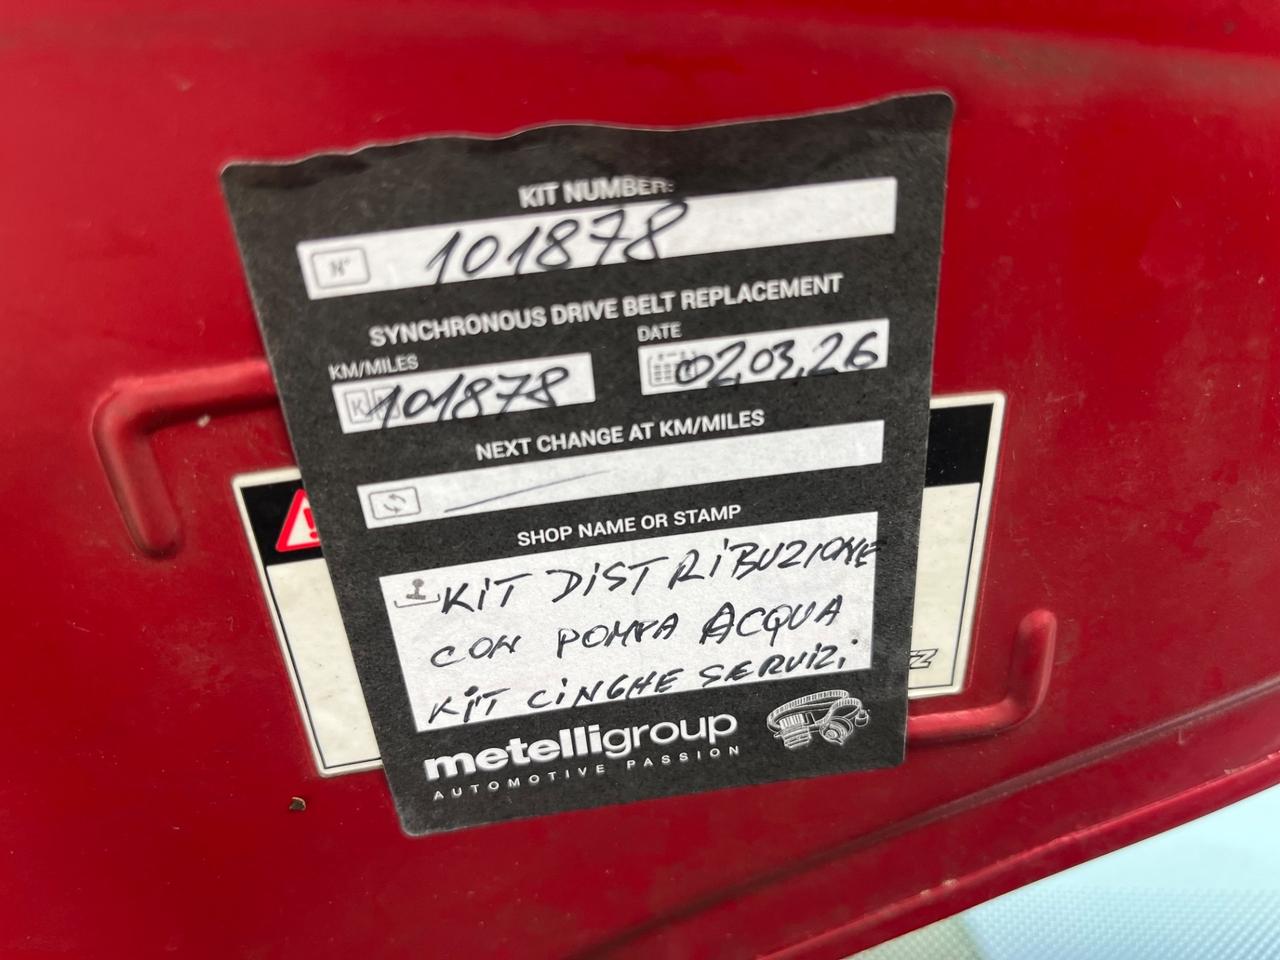 KIT NUMBER:
N° 101878
SYNCHRONOUS DRIVE BELT REPLACEMENT
KM/MILES
DATE
101878
02.03.26
NEXT CHANGE AT KM/MILES
SHOP NAME OR STAMP
KIT DISTRIBUZIONE
CON POMPA ACQUA
KIT CINGHE SERVIZI.
metelligroup
AUTOMOTIVE PASSION